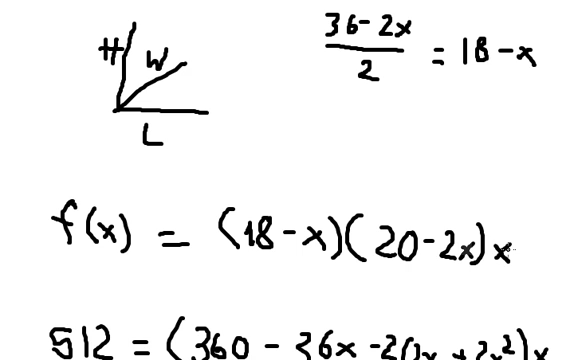 H W
L
36-2x / 2 = 18-x
f(x) = (18-x)(20-2x)x
512 = (360 - 36x -20x + 2x²)x